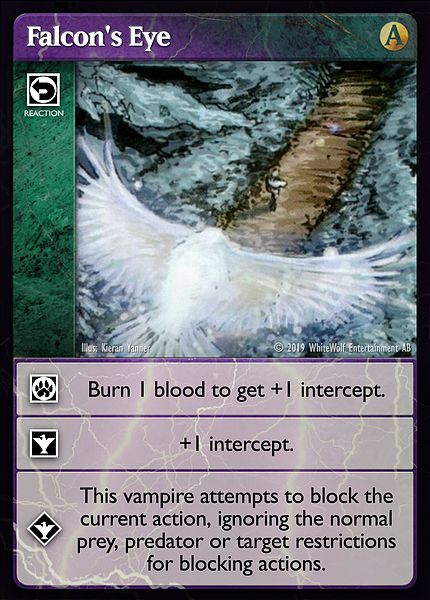 Falcon's Eye
A
REACTION
Illus: Kieran Yanner
© 2019 WhiteWolf Entertainment AB
Burn 1 blood to get +1 intercept.
+1 intercept.
This vampire attempts to block the
current action, ignoring the normal
prey, predator or target restrictions
for blocking actions.